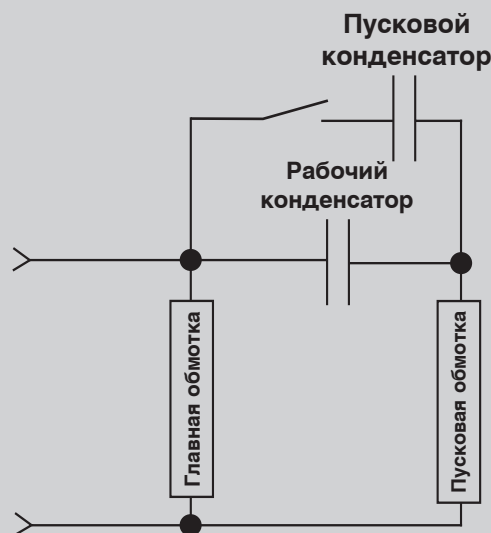 Пусковой
конденсатор
Рабочий
конденсатор
Главная обмотка
Пусковая обмотка